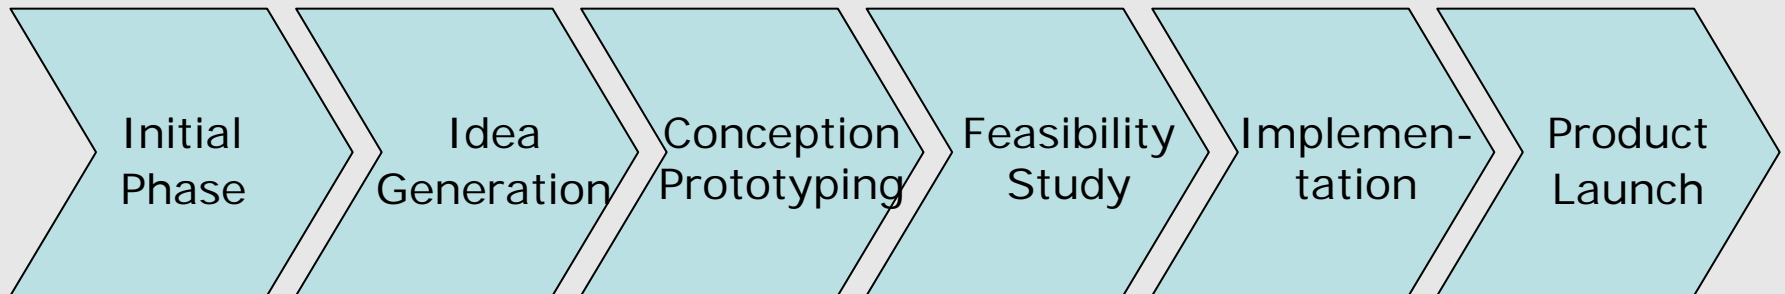 Initial
Phase
Idea
Generation
Conception
Prototyping
Feasibility
Study
Implemen-
tation
Product
Launch